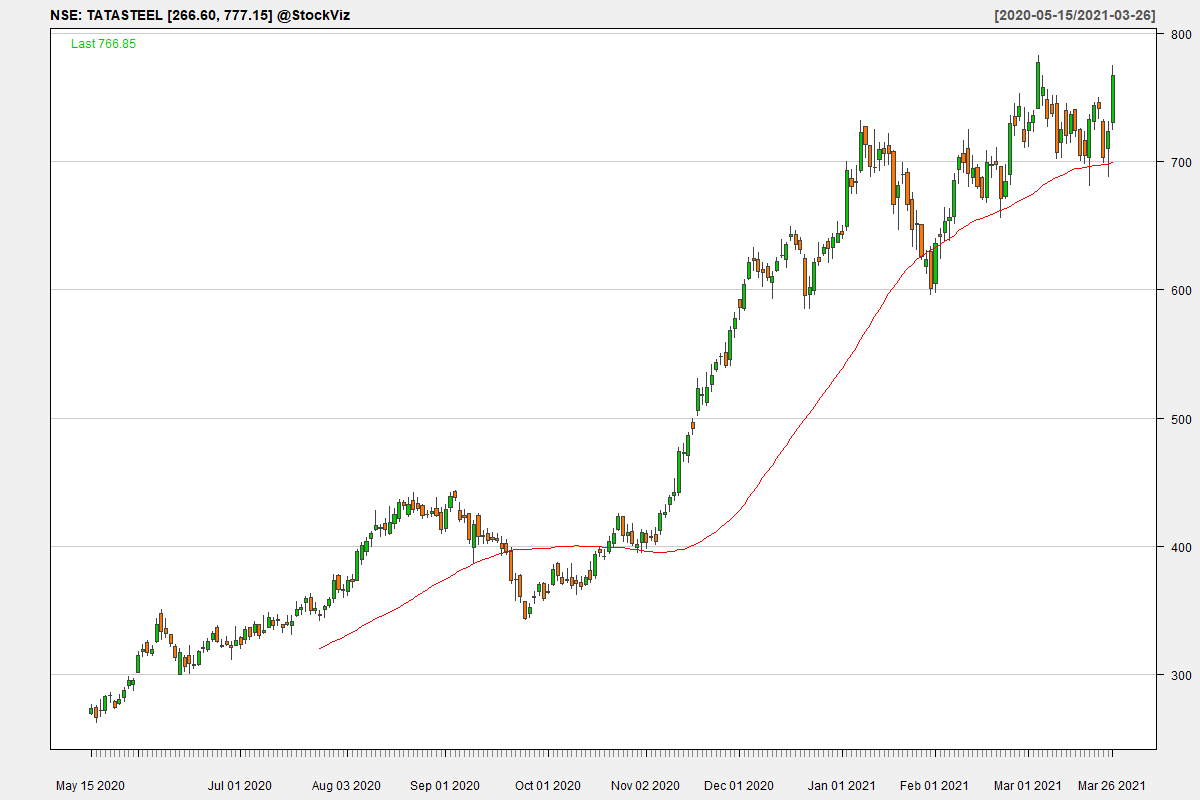 NSE: TATASTEEL [266.60, 777.15] @StockViz
[2020-05-15/2021-03-26]
Last 766.85
800
700
600
500
400
300
May 15 2020 Jul 01 2020 Aug 03 2020 Sep 01 2020 Oct 01 2020 Nov 02 2020 Dec 01 2020 Jan 01 2021 Feb 01 2021 Mar 01 2021 Mar 26 2021